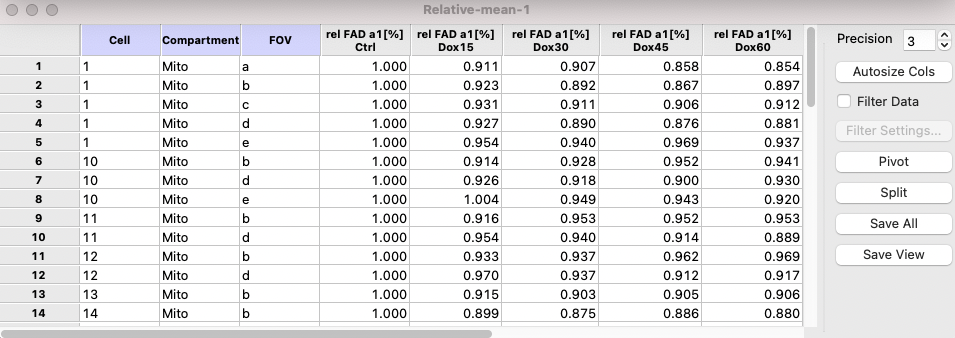 Relative-mean-1
Cell Compartment FOV rel FAD a1[%] Ctrl rel FAD a1[%] Dox15 rel FAD a1[%] Dox30 rel FAD a1[%] Dox45 rel FAD a1[%] Dox60
1 1 Mito a 1.000 0.911 0.907 0.858 0.854
2 1 Mito b 1.000 0.923 0.892 0.867 0.897
3 1 Mito c 1.000 0.931 0.911 0.906 0.912
4 1 Mito d 1.000 0.927 0.890 0.876 0.881
5 1 Mito e 1.000 0.954 0.940 0.969 0.937
6 10 Mito b 1.000 0.914 0.928 0.952 0.941
7 10 Mito d 1.000 0.926 0.918 0.900 0.930
8 10 Mito e 1.000 1.004 0.949 0.943 0.920
9 11 Mito b 1.000 0.916 0.953 0.952 0.953
10 11 Mito d 1.000 0.954 0.940 0.914 0.889
11 12 Mito b 1.000 0.933 0.937 0.962 0.969
12 12 Mito d 1.000 0.970 0.937 0.912 0.917
13 13 Mito b 1.000 0.915 0.903 0.905 0.906
14 14 Mito b 1.000 0.899 0.875 0.886 0.880
Precision 3
Autosize Cols
Filter Data
Filter Settings...
Pivot
Split
Save All
Save View